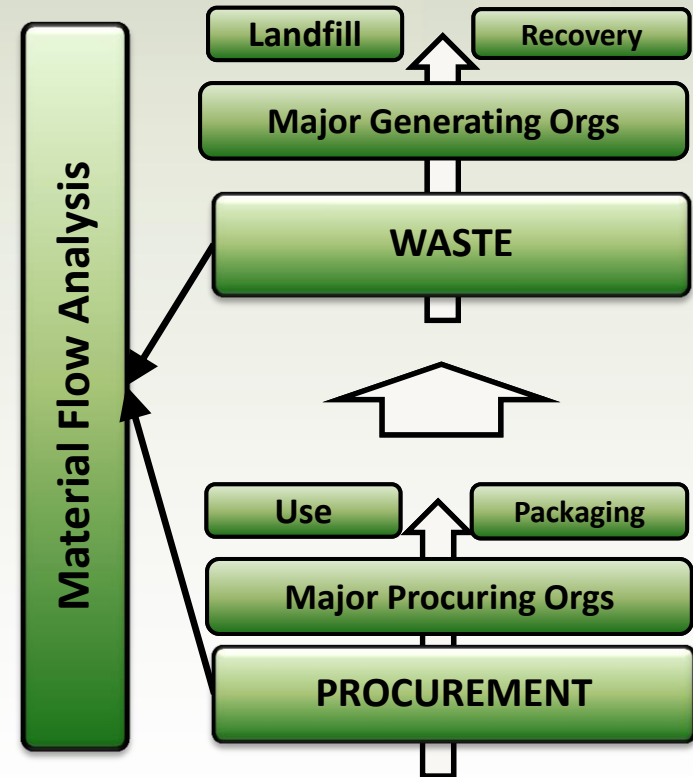 Material Flow Analysis
Landfill
Recovery
Major Generating Orgs
WASTE
Use
Packaging
Major Procuring Orgs
PROCUREMENT